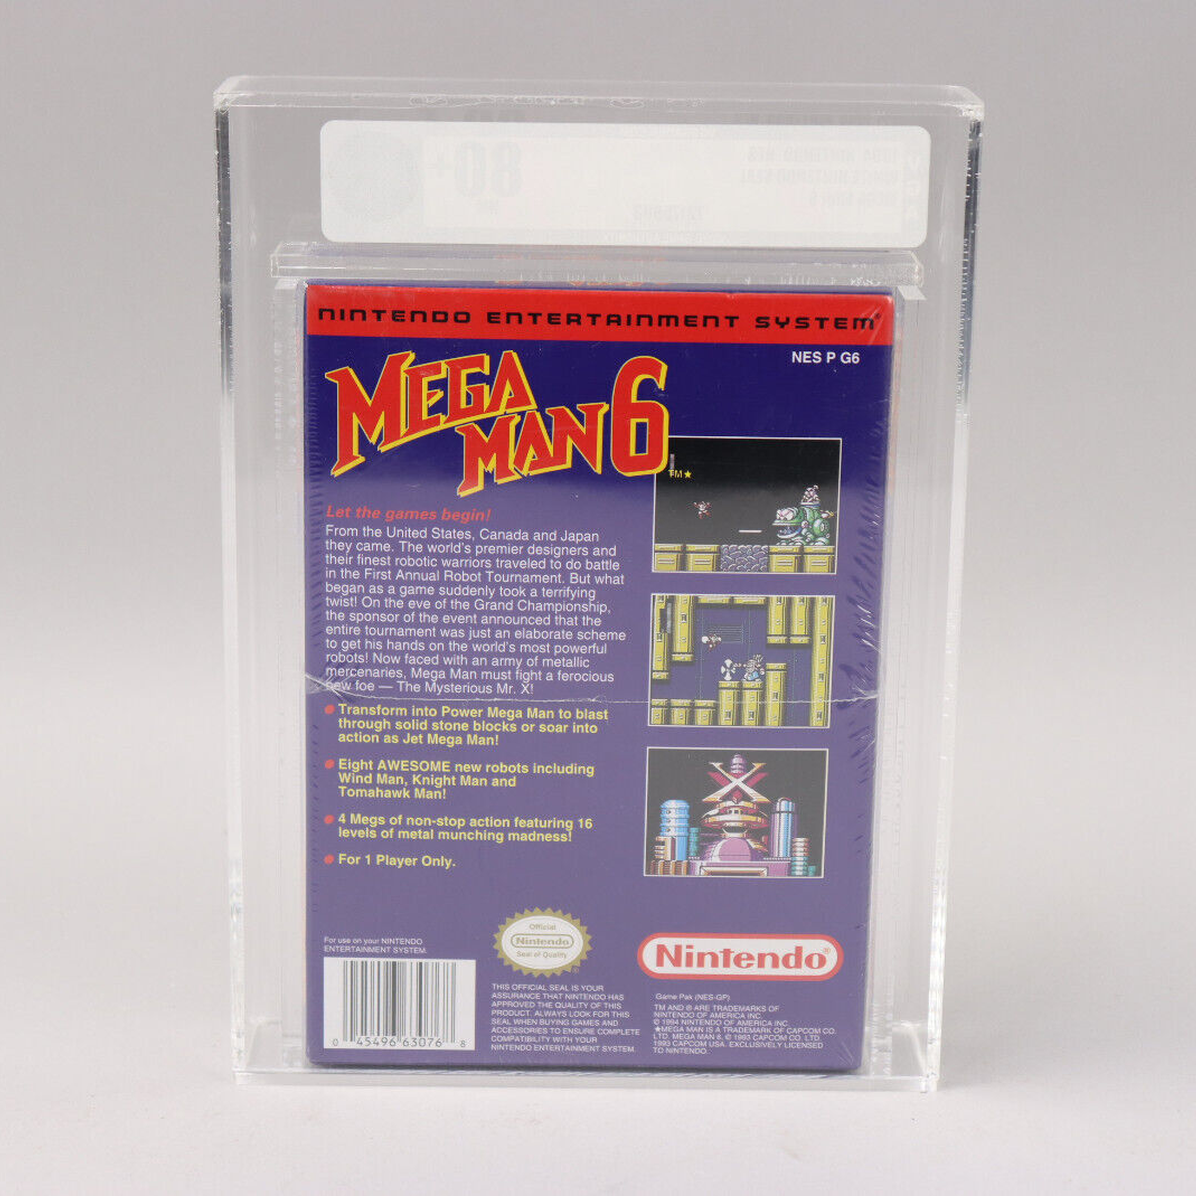 80+
NINTENDO ENTERTAINMENT SYSTEM®
NES P G6
MEGA
MAN 6
TM★
Let the games begin!
From the United States, Canada and Japan
they came. The world's premier designers and
their finest robotic warriors traveled to do battle
in the First Annual Robot Tournament. But what
began as a game suddenly took a terrifying
twist! On the eve of the Grand Championship,
the sponsor of the event announced that the
entire tournament was just an elaborate scheme
to get his hands on the world's most powerful
robots! Now faced with an army of metallic
mercenaries, Mega Man must fight a ferocious
new foe — The Mysterious Mr. X!
Transform into Power Mega Man to blast
through solid stone blocks or soar into
action as Jet Mega Man!
Eight AWESOME new robots including
Wind Man, Knight Man and
Tomahawk Man!
4 Megs of non-stop action featuring 16
levels of metal munching madness!
For 1 Player Only.
X
For use on your NINTENDO
ENTERTAINMENT SYSTEM.
0 45496 63076 8
Official
Nintendo
Seal of Quality
THIS OFFICIAL SEAL IS YOUR
ASSURANCE THAT NINTENDO HAS
APPROVED THE QUALITY OF THIS
PRODUCT. ALWAYS LOOK FOR THIS
SEAL WHEN BUYING GAMES AND
ACCESSORIES TO ENSURE COMPLETE
COMPATIBILITY WITH YOUR
NINTENDO ENTERTAINMENT SYSTEM.
Nintendo®
Game Pak (NES-GP)
TM AND ® ARE TRADEMARKS OF
NINTENDO OF AMERICA INC.
© 1994 NINTENDO OF AMERICA INC.
★MEGA MAN IS A TRADEMARK OF CAPCOM CO.
LTD. MEGA MAN 6, © 1993 CAPCOM CO. LTD.
1993 CAPCOM USA. EXCLUSIVELY LICENSED
TO NINTENDO.